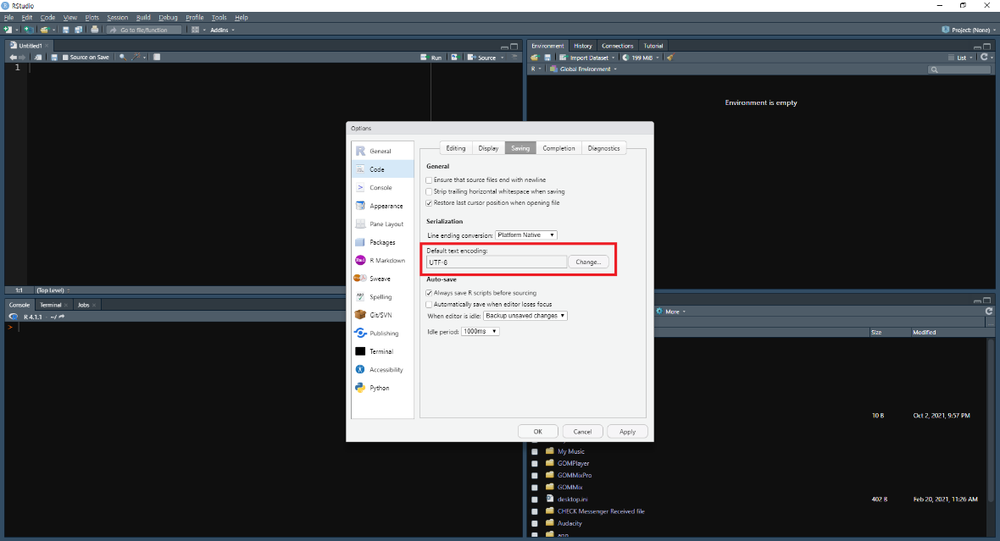 RStudio
File Edit Code View Plots Session Build Debug Profile Tools Help
Go to file/function Addins Project: (None)
Untitled1
Source on Save Run Source
1
1:1 (Top Level)
Console Terminal Jobs
R 4.1.1 · ~/
>
Environment History Connections Tutorial
Import Dataset 199 MiB List
R Global Environment
Environment is empty
Options
General
Code
Console
Appearance
Pane Layout
Packages
R Markdown
Sweave
Spelling
Git/SVN
Publishing
Terminal
Accessibility
Python
Editing Display Saving Completion Diagnostics
General
Ensure that source files end with newline
Strip trailing horizontal whitespace when saving
Restore last cursor position when opening file
Serialization
Line ending conversion: Platform Native
Default text encoding:
UTF-8 Change...
Auto-save
Always save R scripts before sourcing
Automatically save when editor loses focus
When editor is idle: Backup unsaved changes
Idle period: 1000ms
OK Cancel Apply
More
Size Modified
10 B Oct 2, 2021, 9:57 PM
My Music
GOMPlayer
GOMMixPro
GOMMix
desktop.ini 402 B Feb 20, 2021, 11:26 AM
CHECK Messenger Received file
Audacity
app